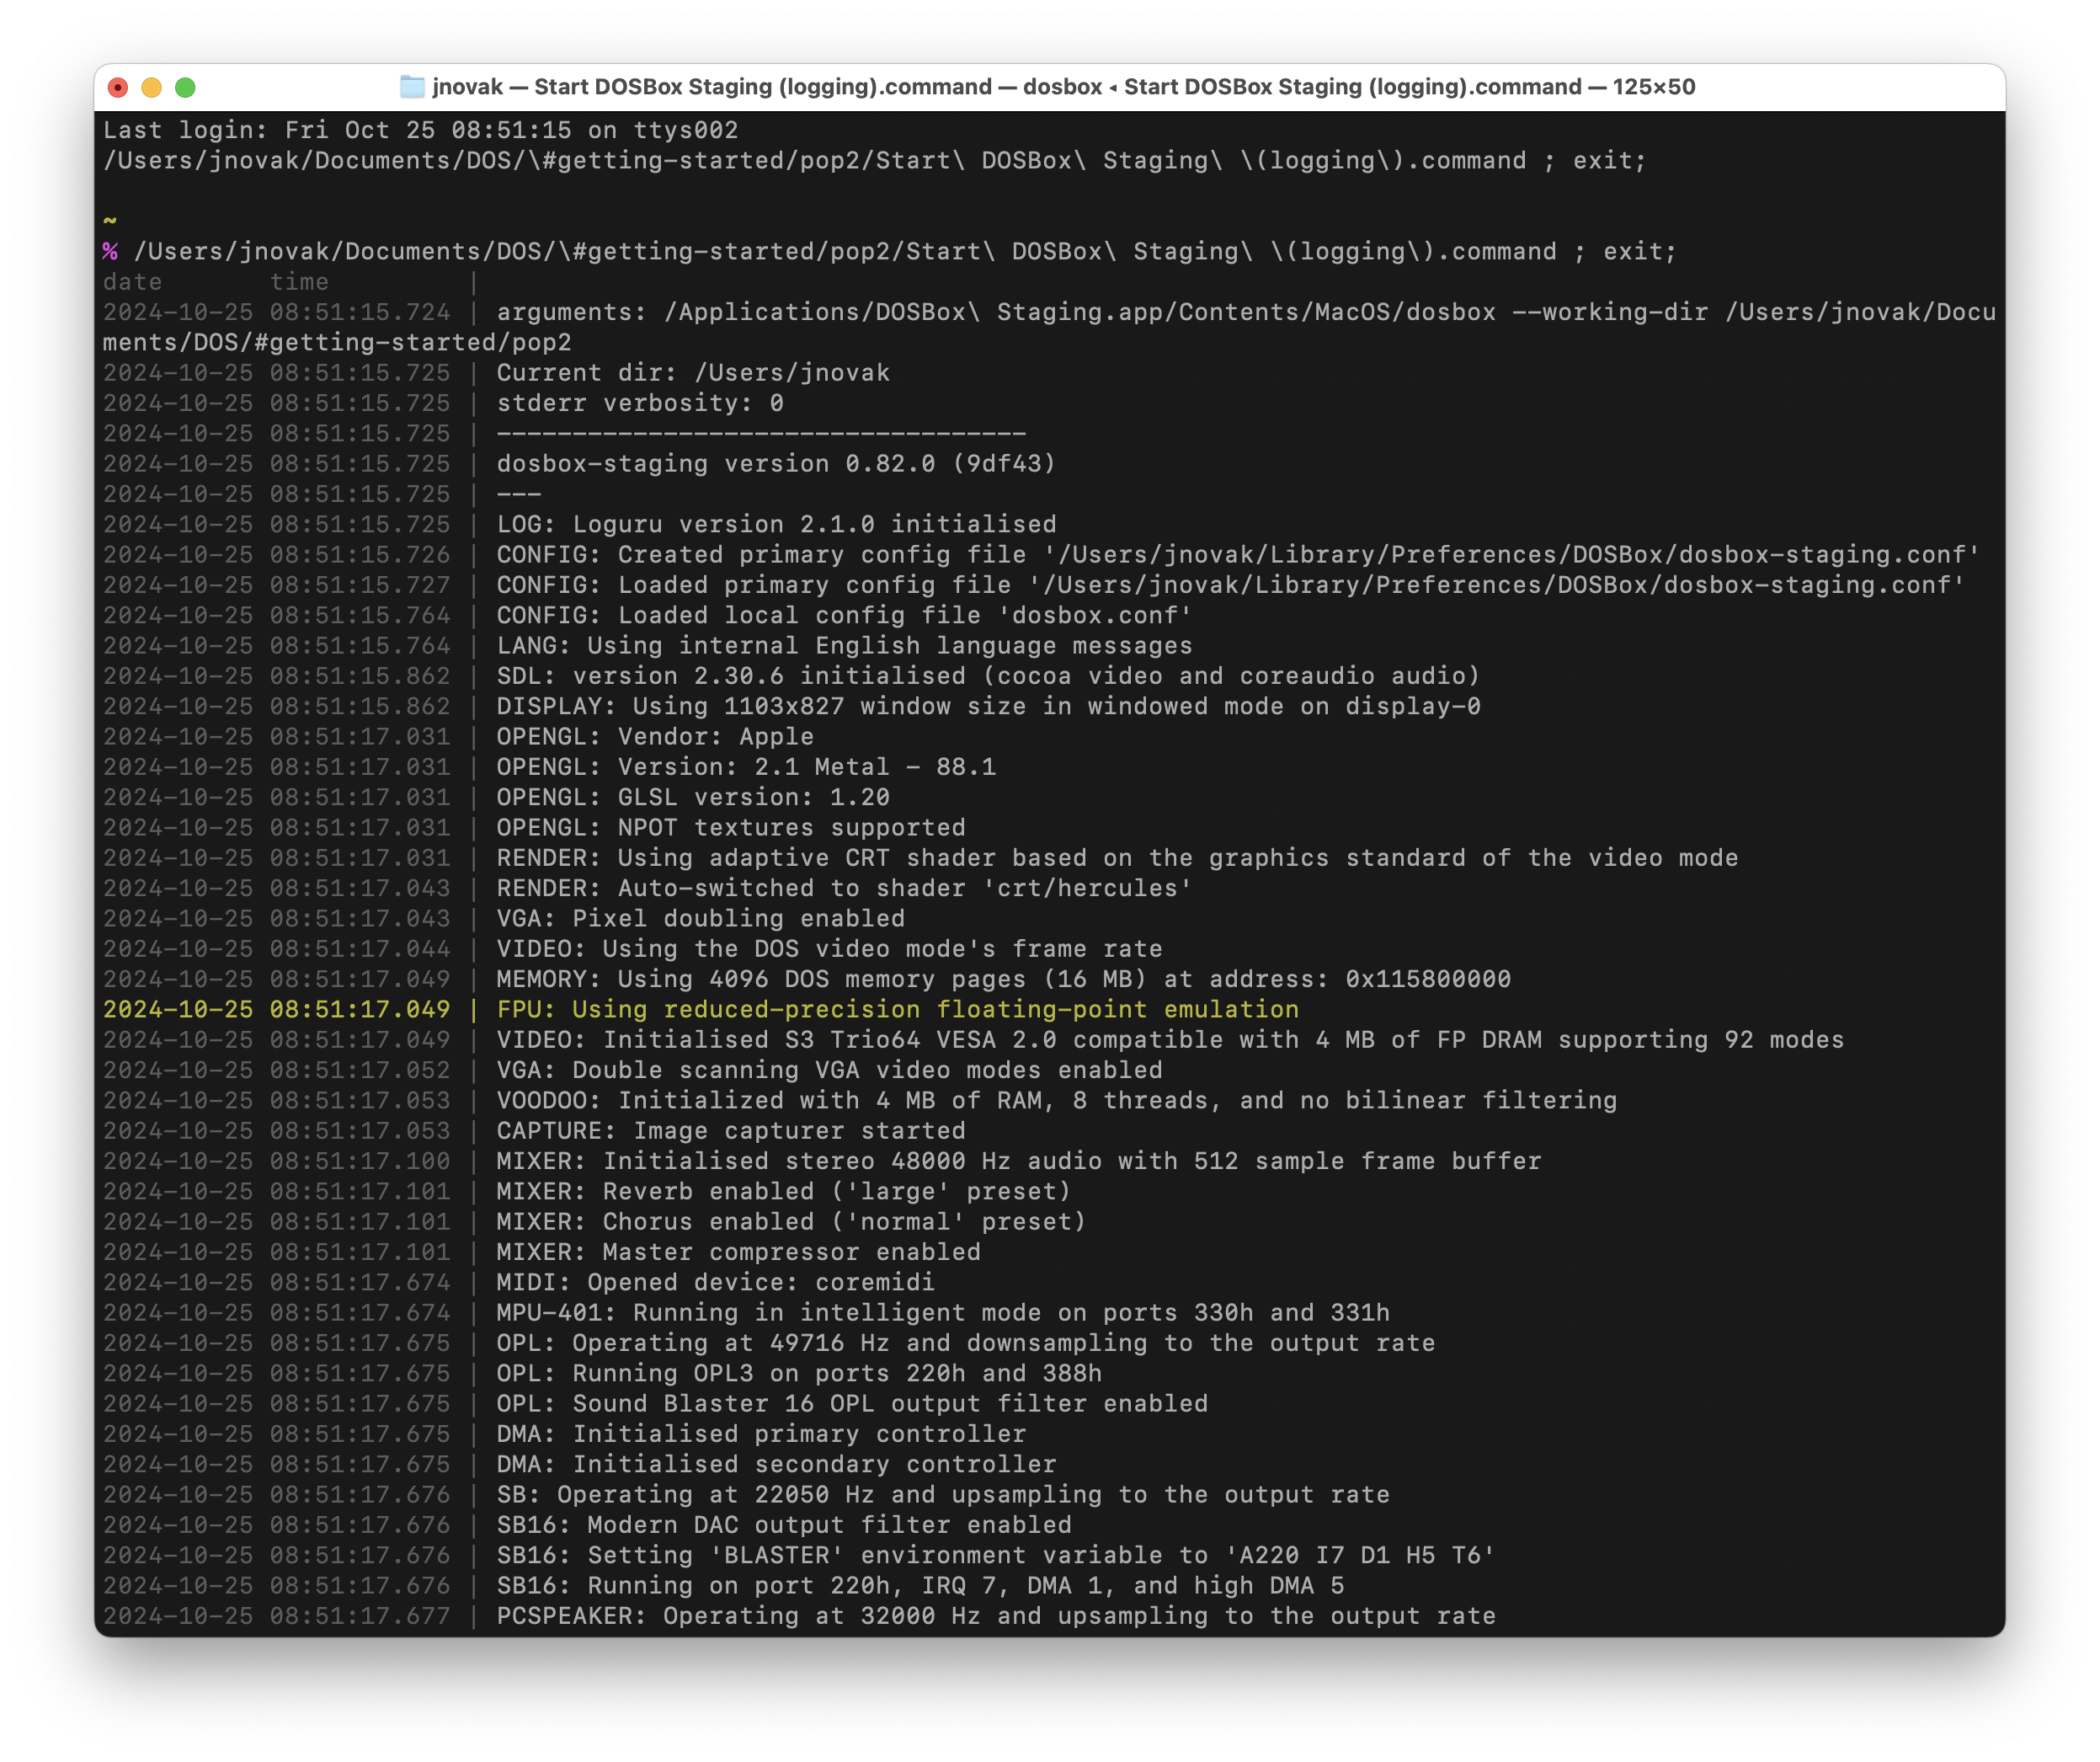 jnovak — Start DOSBox Staging (logging).command — dosbox ◂ Start DOSBox Staging (logging).command — 125×50
Last login: Fri Oct 25 08:51:15 on ttys002
/Users/jnovak/Documents/DOS/\#getting-started/pop2/Start\ DOSBox\ Staging\ \(logging\).command ; exit;
~
% /Users/jnovak/Documents/DOS/\#getting-started/pop2/Start\ DOSBox\ Staging\ \(logging\).command ; exit;
date       time         |
2024-10-25 08:51:15.724 | arguments: /Applications/DOSBox\ Staging.app/Contents/MacOS/dosbox --working-dir /Users/jnovak/Docu
ments/DOS/#getting-started/pop2
2024-10-25 08:51:15.725 | Current dir: /Users/jnovak
2024-10-25 08:51:15.725 | stderr verbosity: 0
2024-10-25 08:51:15.725 | -----------------------------------
2024-10-25 08:51:15.725 | dosbox-staging version 0.82.0 (9df43)
2024-10-25 08:51:15.725 | ---
2024-10-25 08:51:15.725 | LOG: Loguru version 2.1.0 initialised
2024-10-25 08:51:15.726 | CONFIG: Created primary config file '/Users/jnovak/Library/Preferences/DOSBox/dosbox-staging.conf'
2024-10-25 08:51:15.727 | CONFIG: Loaded primary config file '/Users/jnovak/Library/Preferences/DOSBox/dosbox-staging.conf'
2024-10-25 08:51:15.764 | CONFIG: Loaded local config file 'dosbox.conf'
2024-10-25 08:51:15.764 | LANG: Using internal English language messages
2024-10-25 08:51:15.862 | SDL: version 2.30.6 initialised (cocoa video and coreaudio audio)
2024-10-25 08:51:15.862 | DISPLAY: Using 1103x827 window size in windowed mode on display-0
2024-10-25 08:51:17.031 | OPENGL: Vendor: Apple
2024-10-25 08:51:17.031 | OPENGL: Version: 2.1 Metal - 88.1
2024-10-25 08:51:17.031 | OPENGL: GLSL version: 1.20
2024-10-25 08:51:17.031 | OPENGL: NPOT textures supported
2024-10-25 08:51:17.031 | RENDER: Using adaptive CRT shader based on the graphics standard of the video mode
2024-10-25 08:51:17.043 | RENDER: Auto-switched to shader 'crt/hercules'
2024-10-25 08:51:17.043 | VGA: Pixel doubling enabled
2024-10-25 08:51:17.044 | VIDEO: Using the DOS video mode's frame rate
2024-10-25 08:51:17.049 | MEMORY: Using 4096 DOS memory pages (16 MB) at address: 0x115800000
2024-10-25 08:51:17.049 | FPU: Using reduced-precision floating-point emulation
2024-10-25 08:51:17.049 | VIDEO: Initialised S3 Trio64 VESA 2.0 compatible with 4 MB of FP DRAM supporting 92 modes
2024-10-25 08:51:17.052 | VGA: Double scanning VGA video modes enabled
2024-10-25 08:51:17.053 | VOODOO: Initialized with 4 MB of RAM, 8 threads, and no bilinear filtering
2024-10-25 08:51:17.053 | CAPTURE: Image capturer started
2024-10-25 08:51:17.100 | MIXER: Initialised stereo 48000 Hz audio with 512 sample frame buffer
2024-10-25 08:51:17.101 | MIXER: Reverb enabled ('large' preset)
2024-10-25 08:51:17.101 | MIXER: Chorus enabled ('normal' preset)
2024-10-25 08:51:17.101 | MIXER: Master compressor enabled
2024-10-25 08:51:17.674 | MIDI: Opened device: coremidi
2024-10-25 08:51:17.674 | MPU-401: Running in intelligent mode on ports 330h and 331h
2024-10-25 08:51:17.675 | OPL: Operating at 49716 Hz and downsampling to the output rate
2024-10-25 08:51:17.675 | OPL: Running OPL3 on ports 220h and 388h
2024-10-25 08:51:17.675 | OPL: Sound Blaster 16 OPL output filter enabled
2024-10-25 08:51:17.675 | DMA: Initialised primary controller
2024-10-25 08:51:17.675 | DMA: Initialised secondary controller
2024-10-25 08:51:17.676 | SB: Operating at 22050 Hz and upsampling to the output rate
2024-10-25 08:51:17.676 | SB16: Modern DAC output filter enabled
2024-10-25 08:51:17.676 | SB16: Setting 'BLASTER' environment variable to 'A220 I7 D1 H5 T6'
2024-10-25 08:51:17.676 | SB16: Running on port 220h, IRQ 7, DMA 1, and high DMA 5
2024-10-25 08:51:17.677 | PCSPEAKER: Operating at 32000 Hz and upsampling to the output rate